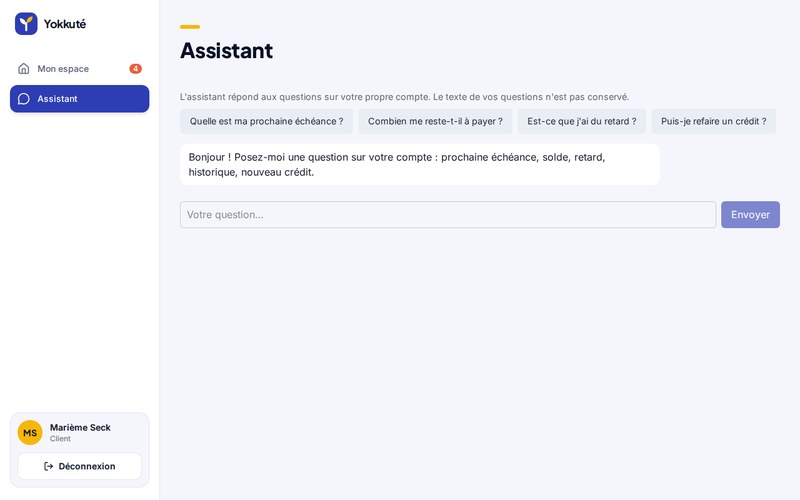 Yokkuté
Mon espace
4
Assistant
Assistant
L'assistant répond aux questions sur votre propre compte. Le texte de vos questions n'est pas conservé.
Quelle est ma prochaine échéance ?
Combien me reste-t-il à payer ?
Est-ce que j'ai du retard ?
Puis-je refaire un crédit ?
Bonjour ! Posez-moi une question sur votre compte : prochaine échéance, solde, retard,
historique, nouveau crédit.
Votre question...
Envoyer
MS
Marième Seck
Client
Déconnexion